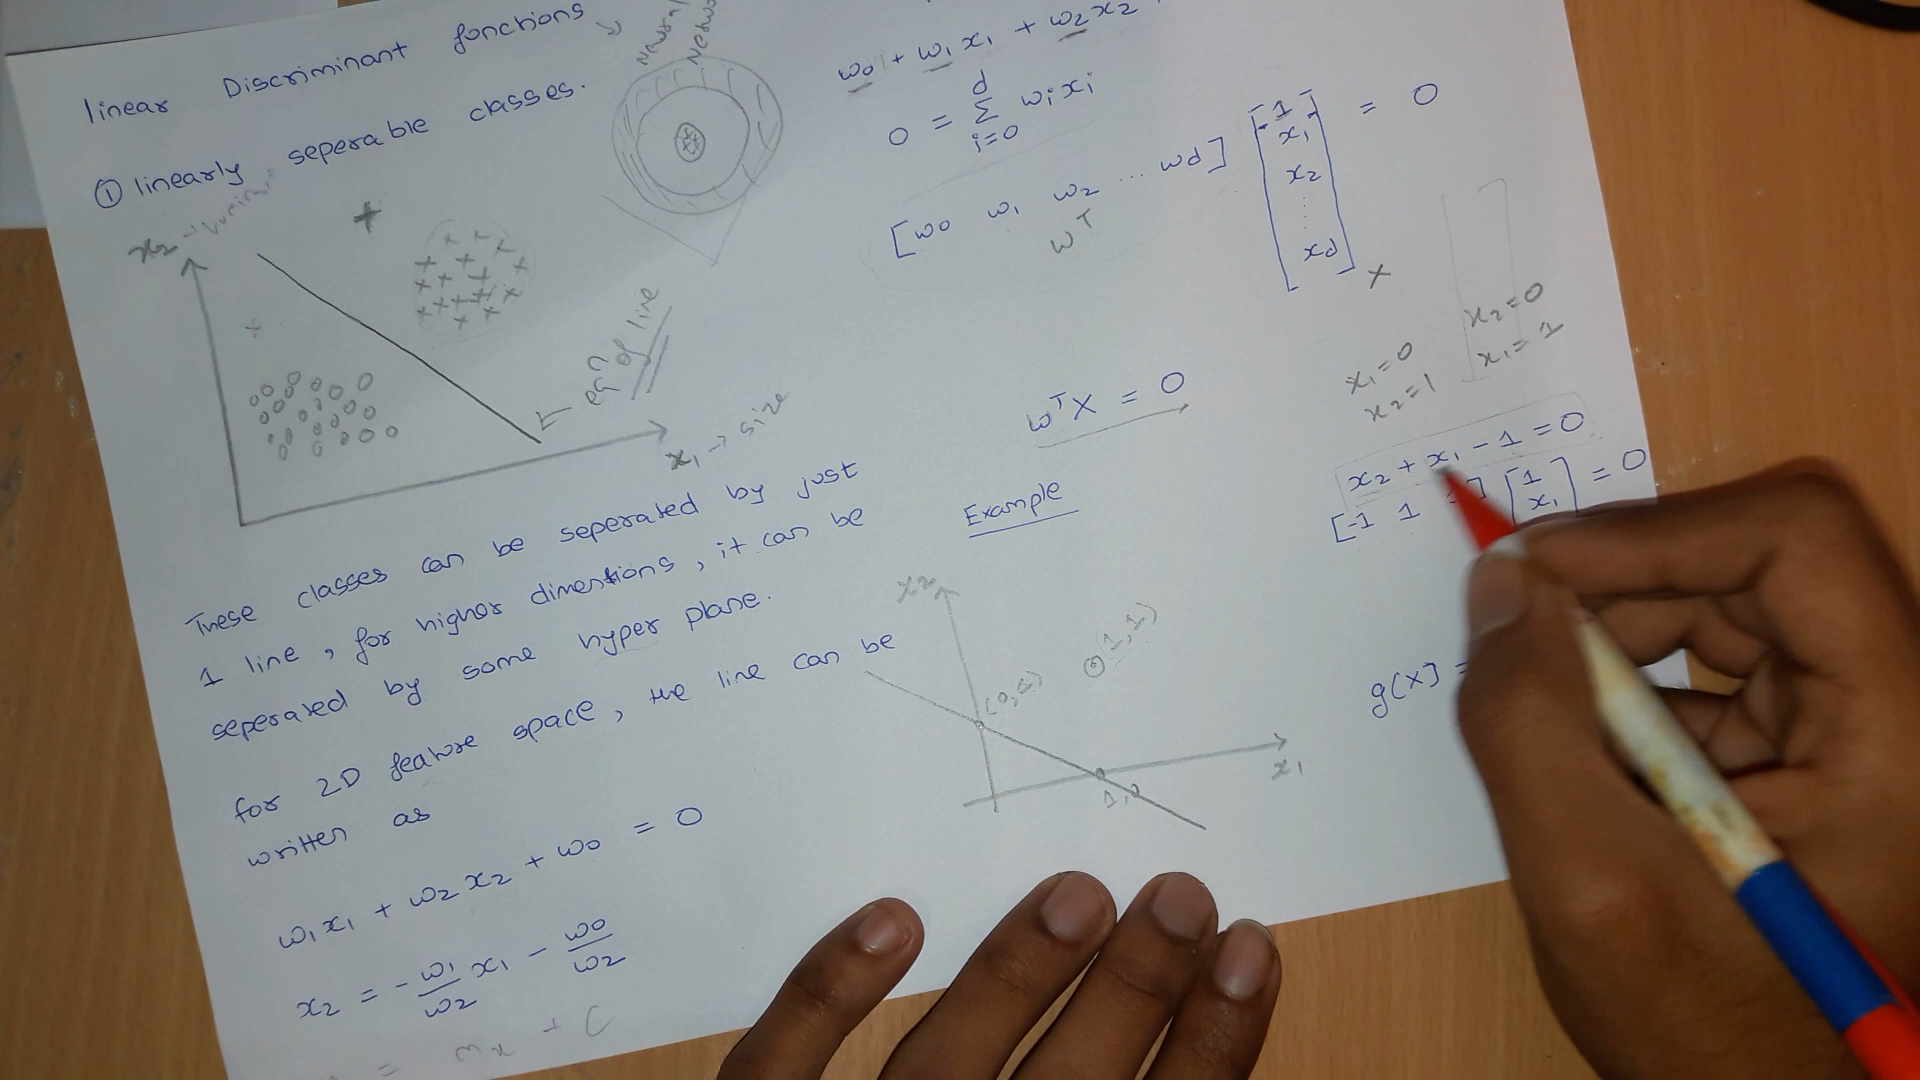 linear Discriminant fonctions
① linearly seperable classes.
Neural
x2
x1 → size
eqn of line
These classes can be seperated by just
1 line, for higher dimenstions, it can be
seperated by some hyper plane.
for 2D feature space, the line can be
written as
w1x1 + w2x2 + w0 = 0
x2 = - w1/w2 x1 - w0/w2
= mx + C
w0 + w1x1 + w2x2
0 = d Σ i=0 wixi
[w0 w1 w2 ... wd] [1 x1 x2 ..... xd] = 0
wT
x
wTX = 0
x1=0
x2=1
x2=0
x1=1
Example
x2 + x1 - 1 = 0
[-1 1 1] [1 x1] = 0
x2
(1,1)
1,0
x1
g(x] =